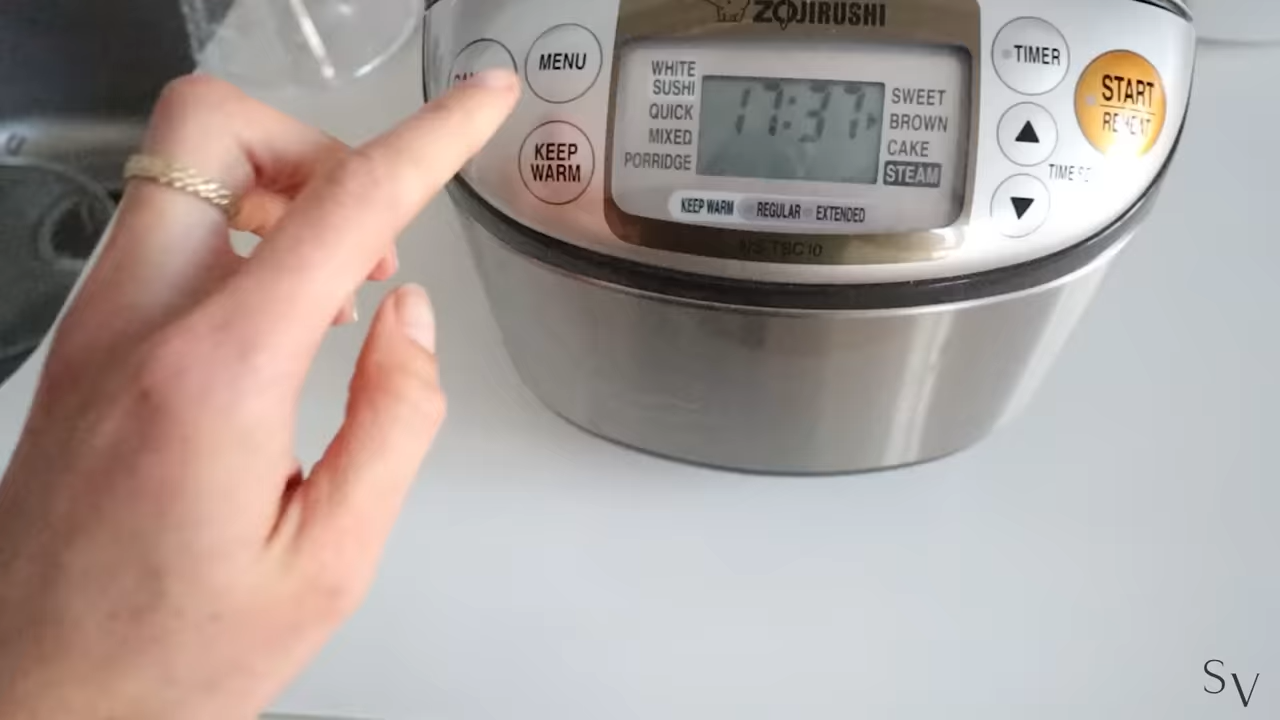 ZOJIRUSHI
MENU
KEEP
WARM
WHITE
SUSHI
QUICK
MIXED
PORRIDGE
17:37
SWEET
BROWN
CAKE
STEAM
KEEP WARM REGULAR EXTENDED
TIMER
START
SV